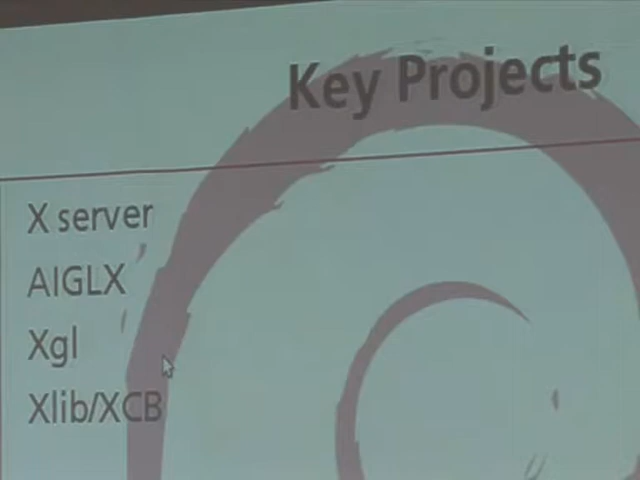 Key Projects
X server
AIGLX
Xgl
Xlib/XCB